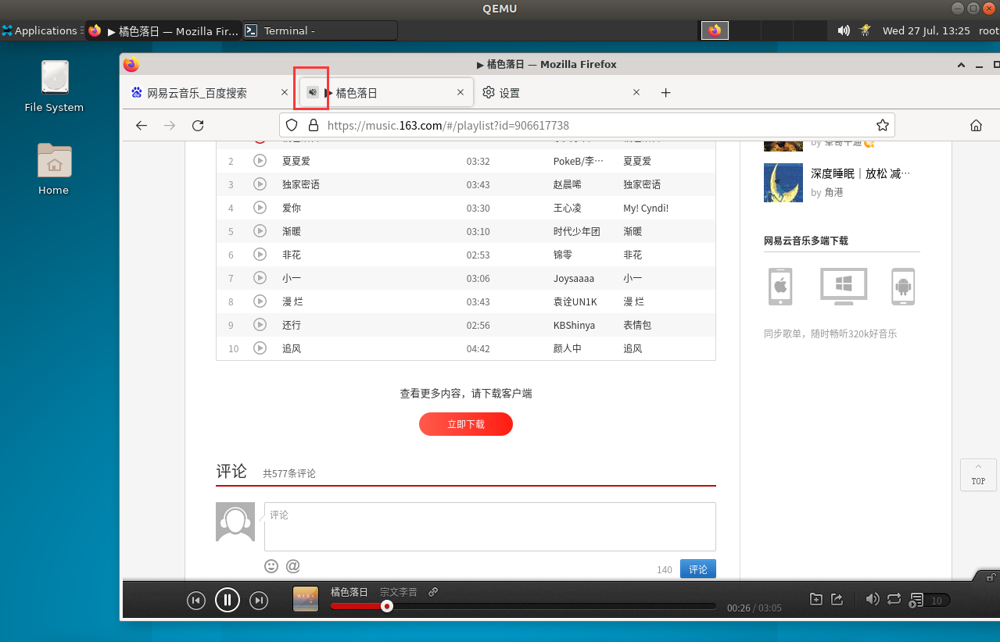 QEMU
Applications
▶ 橘色落日 — Mozilla Fir...
Terminal -
Wed 27 Jul, 13:25
root
File System
Home
▶ 橘色落日 — Mozilla Firefox
网易云音乐_百度搜索
▶ 橘色落日
设置
https://music.163.com/#/playlist?id=906617738
2 夏夏爱 03:32 PokeB/李… 夏夏爱
3 独家密语 03:43 赵晨唏 独家密语
4 爱你 03:30 王心凌 My! Cyndi!
5 渐暖 03:10 时代少年团 渐暖
6 非花 02:53 锦零 非花
7 小一 03:06 Joysaaaa 小一
8 漫 烂 03:43 袁诠UN1K 漫 烂
9 还行 02:56 KBShinya 表情包
10 追风 04:42 颜人中 追风
查看更多内容，请下载客户端
立即下载
评论 共577条评论
评论
140 评论
by
深度睡眠｜放松 减…
by 角港
网易云音乐多端下载
同步歌单，随时畅听320k好音乐
TOP
橘色落日 宗文李晋
00:26 / 03:05
10